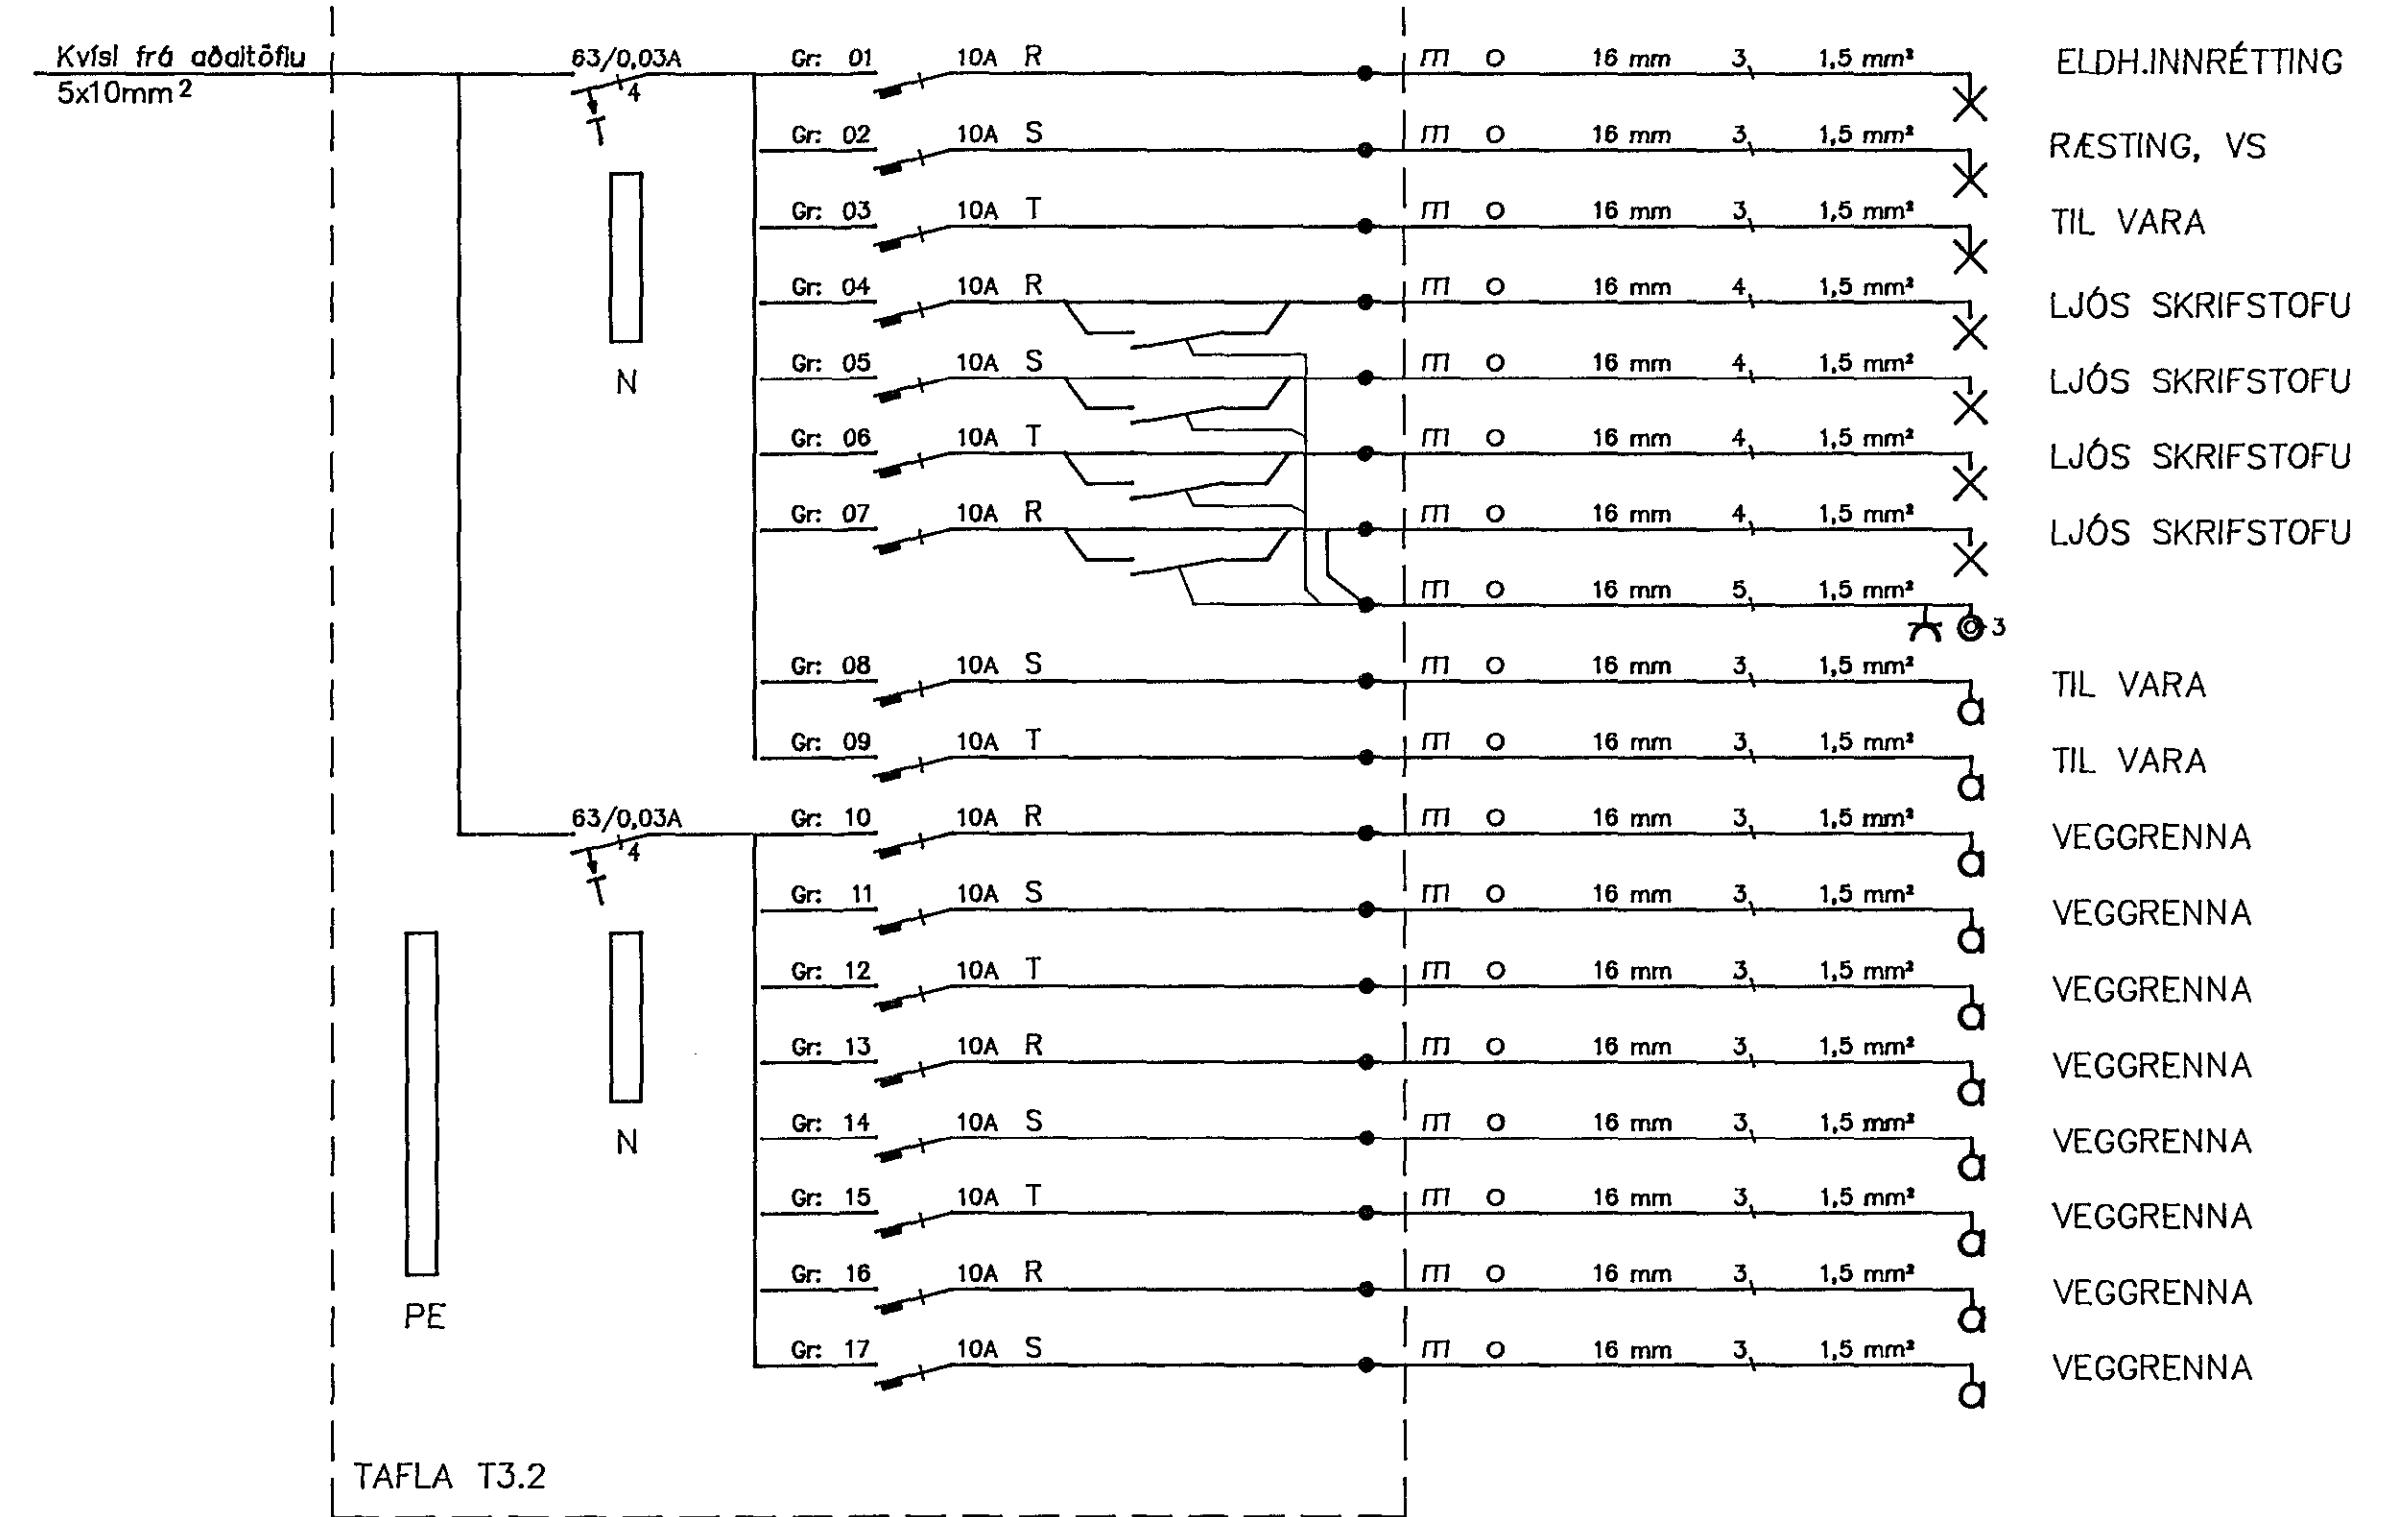 Kvísl frá aðaltöflu
5x10mm²
63/0,03A
4
N
Gr: 01 10A R m O 16 mm 3 1,5 mm² ELDH.INNRÉTTING
Gr: 02 10A S m O 16 mm 3 1,5 mm² RÆSTING, VS
Gr: 03 10A T m O 16 mm 3 1,5 mm² TIL VARA
Gr: 04 10A R m O 16 mm 4 1,5 mm² LJÓS SKRIFSTOFU
Gr: 05 10A S m O 16 mm 4 1,5 mm² LJÓS SKRIFSTOFU
Gr: 06 10A T m O 16 mm 4 1,5 mm² LJÓS SKRIFSTOFU
Gr: 07 10A R m O 16 mm 4 1,5 mm² LJÓS SKRIFSTOFU
m O 16 mm 5 1,5 mm²
3
Gr: 08 10A S m O 16 mm 3 1,5 mm² TIL VARA
Gr: 09 10A T m O 16 mm 3 1,5 mm² TIL VARA
63/0,03A
4
N
PE
Gr: 10 10A R m O 16 mm 3 1,5 mm² VEGGRENNA
Gr: 11 10A S m O 16 mm 3 1,5 mm² VEGGRENNA
Gr: 12 10A T m O 16 mm 3 1,5 mm² VEGGRENNA
Gr: 13 10A R m O 16 mm 3 1,5 mm² VEGGRENNA
Gr: 14 10A S m O 16 mm 3 1,5 mm² VEGGRENNA
Gr: 15 10A T m O 16 mm 3 1,5 mm² VEGGRENNA
Gr: 16 10A R m O 16 mm 3 1,5 mm² VEGGRENNA
Gr: 17 10A S m O 16 mm 3 1,5 mm² VEGGRENNA
TAFLA T3.2